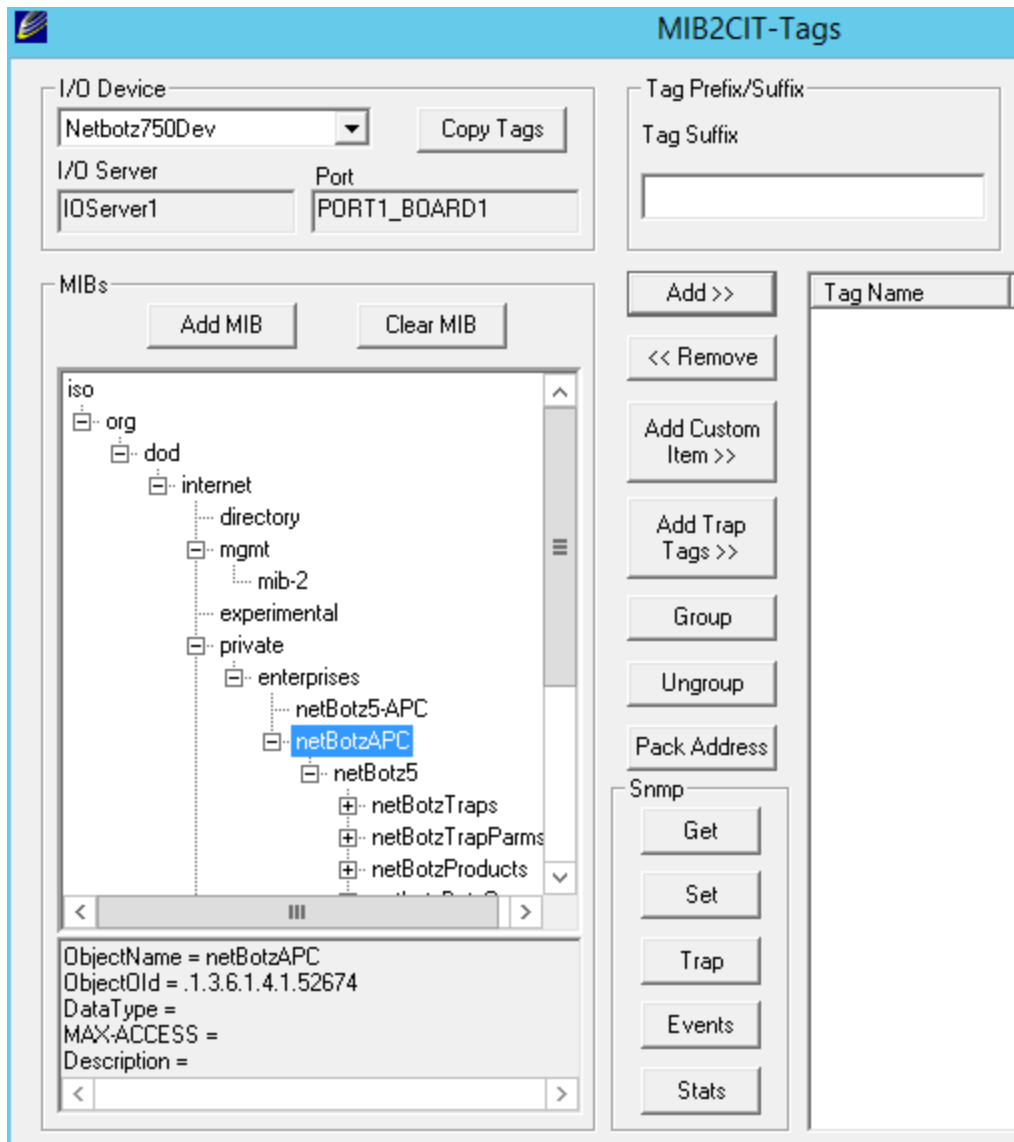 MIB2CIT-Tags
I/O Device
Netbotz750Dev
Copy Tags
I/O Server
Port
IOServer1
PORT1_BOARD1
Tag Prefix/Suffix
Tag Suffix
MIBs
Add MIB
Clear MIB
iso
org
dod
internet
directory
mgmt
mib-2
experimental
private
enterprises
netBotz5-APC
netBotzAPC
netBotz5
netBotzTraps
netBotzTrapParms
netBotzProducts
ObjectName = netBotzAPC
ObjectOId = .1.3.6.1.4.1.52674
DataType =
MAX-ACCESS =
Description =
Add >>
<< Remove
Add Custom
Item >>
Add Trap
Tags >>
Group
Ungroup
Pack Address
Snmp
Get
Set
Trap
Events
Stats
Tag Name